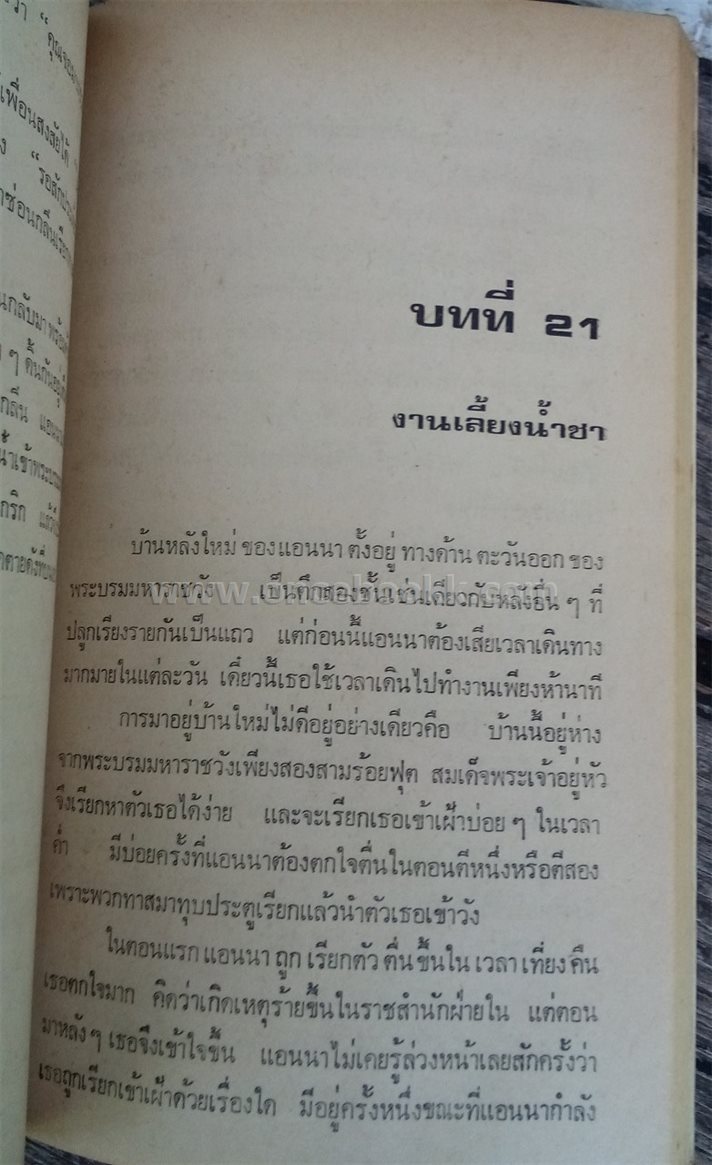 ว่า "
เพื่อนสงสัยได้
บทที่ 21
งานเลี้ยงน้ำชา
บ้านหลังใหม่ ของแอนนา ตั้งอยู่ ทางด้าน ตะวันออก ของ
พระบรมมหาราชวัง เป็นตึกสองชั้นเช่นเดียวกับหลังอื่น ๆ ที่
ปลูกเรียงรายกันเป็นแถว แต่ก่อนนี้แอนนาต้องเสียเวลาเดินทาง
มากมายในแต่ละวัน เดี๋ยวนี้เธอใช้เวลาเดินไปทำงานเพียงห้านาที
การมาอยู่บ้านใหม่ไม่ดีอยู่อย่างเดียวคือ บ้านนี้อยู่ห่าง
จากพระบรมมหาราชวังเพียงสองสามร้อยฟุต สมเด็จพระเจ้าอยู่หัว
จึงเรียกหาตัวเธอได้ง่าย และจะเรียกเธอเข้าเฝ้าบ่อย ๆ ในเวลา
ค่ำ มีบ่อยครั้งที่แอนนาต้องตกใจตื่นในตอนตีหนึ่งหรือตีสอง
เพราะพวกทาสมาทุบประตูเรียกแล้วนำตัวเธอเข้าวัง
ในตอนแรก แอนนา ถูก เรียกตัว ตื่น ขึ้นใน เวลา เที่ยง คืน
เธอตกใจมาก คิดว่าเกิดเหตุร้ายขึ้นในราชสำนักฝ่ายใน แต่ตอน
มาหลัง ๆ เธอจึงเข้าใจขึ้น แอนนาไม่เคยรู้ล่วงหน้าเลยสักครั้งว่า
เธอถูกเรียกเข้าเฝ้าด้วยเรื่องใด มีอยู่ครั้งหนึ่งขณะที่แอนนากำลัง